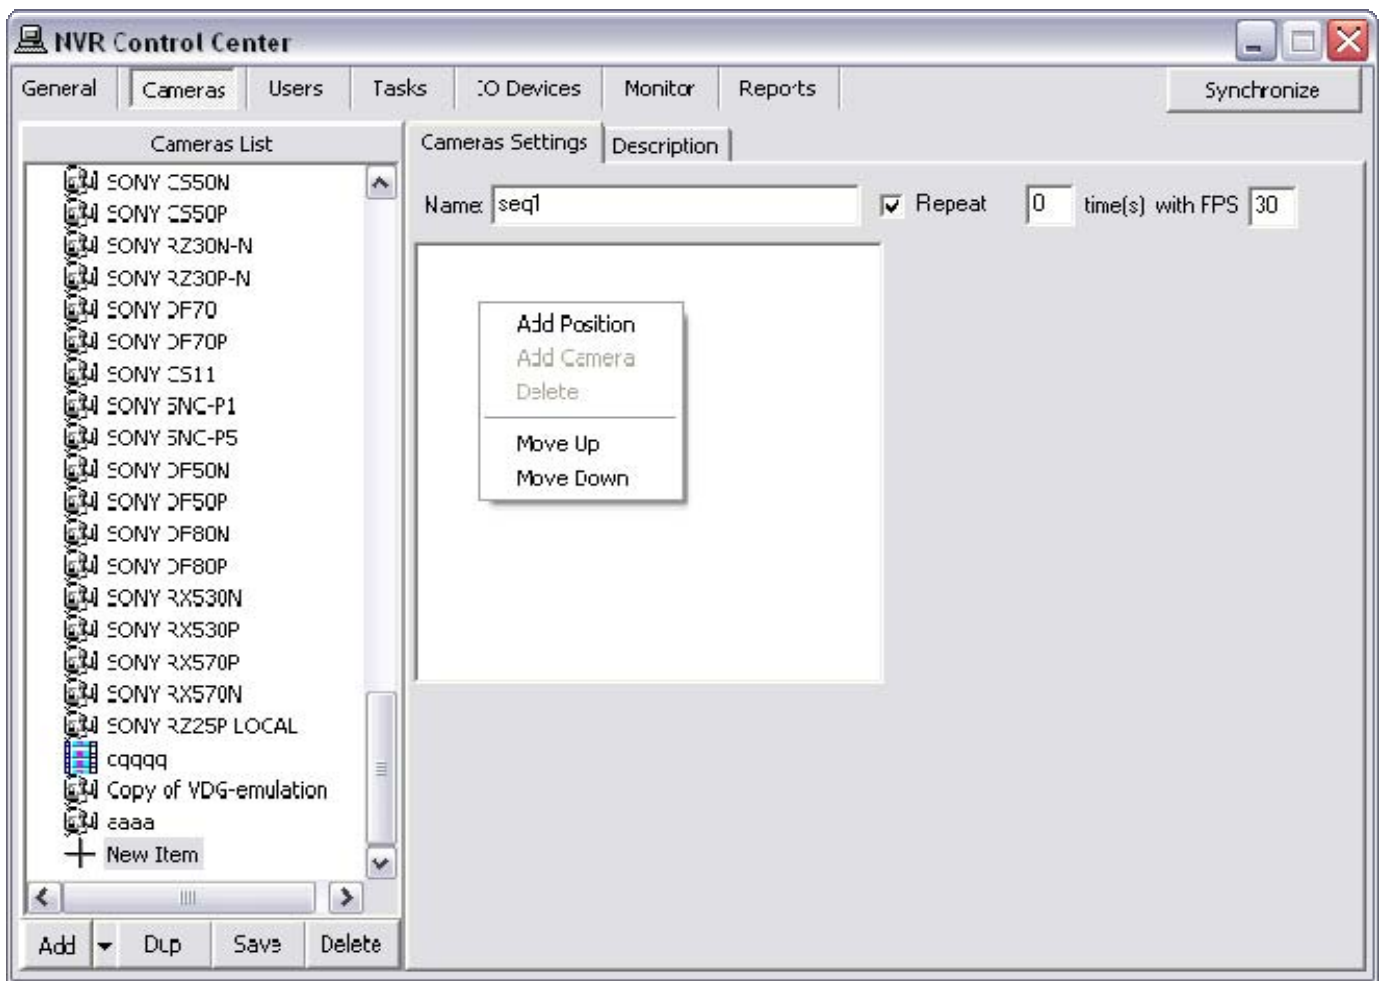 NVR Control Center
General Cameras Users Tasks IO Devices Monitor Reports Synchronize
Cameras List
SONY CS50N
SONY CS50P
SONY RZ30N-N
SONY RZ30P-N
SONY DF70
SONY DF70P
SONY CS11
SONY SNC-P1
SONY SNC-P5
SONY DF50N
SONY DF50P
SONY DF80N
SONY DF80P
SONY RX530N
SONY RX530P
SONY RX570P
SONY RX570N
SONY RZ25P LOCAL
cqqqq
Copy of VDG-emulation
aaaa
New Item
Add Dup Save Delete
Cameras Settings Description
Name: seq1 Repeat 0 time(s) with FPS 30
Add Position
Add Camera
Delete
Move Up
Move Down